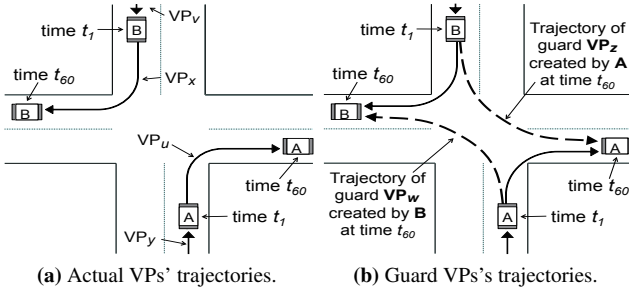 VPv
time t1
B
time t60
VPx
B
VPu
A
time t60
A
time t1
VPy
(a) Actual VPs' trajectories.
B
time t1
Trajectory of
guard VPz
created by A
at time t60
time t60
B
A
time t60
Trajectory of
guard VPw
created by B
at time t60
A
time t1
(b) Guard VPs's trajectories.